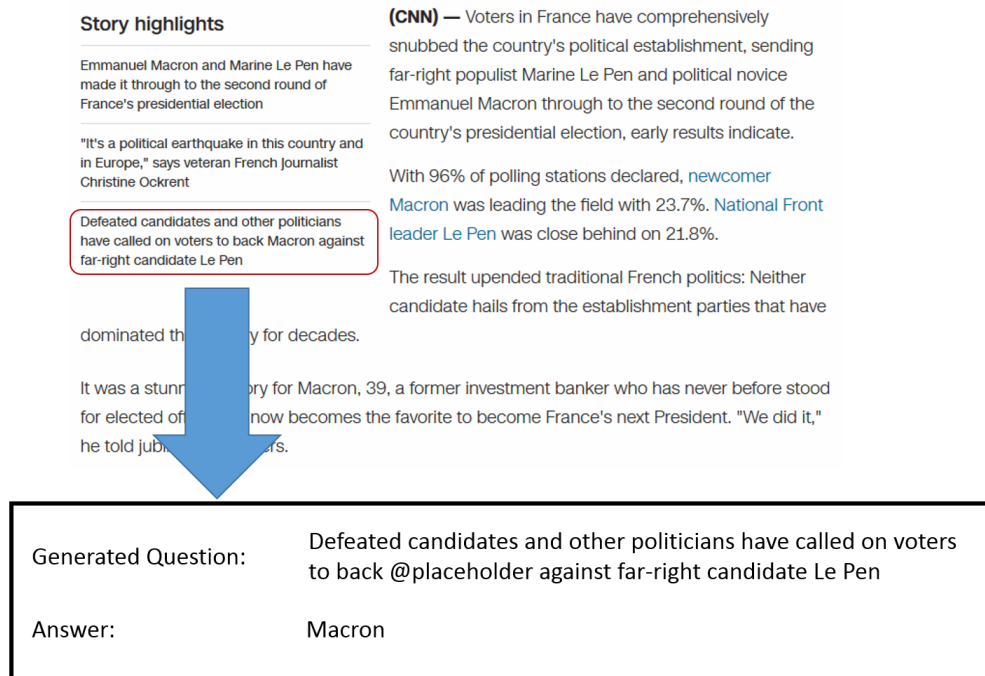 Story highlights
Emmanuel Macron and Marine Le Pen have
made it through to the second round of
France's presidential election
"It's a political earthquake in this country and
in Europe," says veteran French journalist
Christine Ockrent
Defeated candidates and other politicians
have called on voters to back Macron against
far-right candidate Le Pen
(CNN) — Voters in France have comprehensively
snubbed the country's political establishment, sending
far-right populist Marine Le Pen and political novice
Emmanuel Macron through to the second round of the
country's presidential election, early results indicate.
With 96% of polling stations declared, newcomer
Macron was leading the field with 23.7%. National Front
leader Le Pen was close behind on 21.8%.
The result upended traditional French politics: Neither
candidate hails from the establishment parties that have
dominated th y for decades.
It was a stunn ory for Macron, 39, a former investment banker who has never before stood
for elected off now becomes the favorite to become France's next President. "We did it,"
he told jub rs.
Generated Question:
Defeated candidates and other politicians have called on voters
to back @placeholder against far-right candidate Le Pen
Answer:
Macron